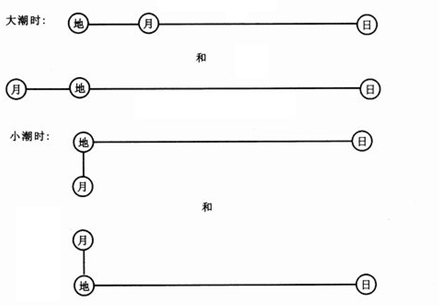 大潮时: 地 月 日
和
月 地 日
小潮时: 地 日
月
和
月
地 日